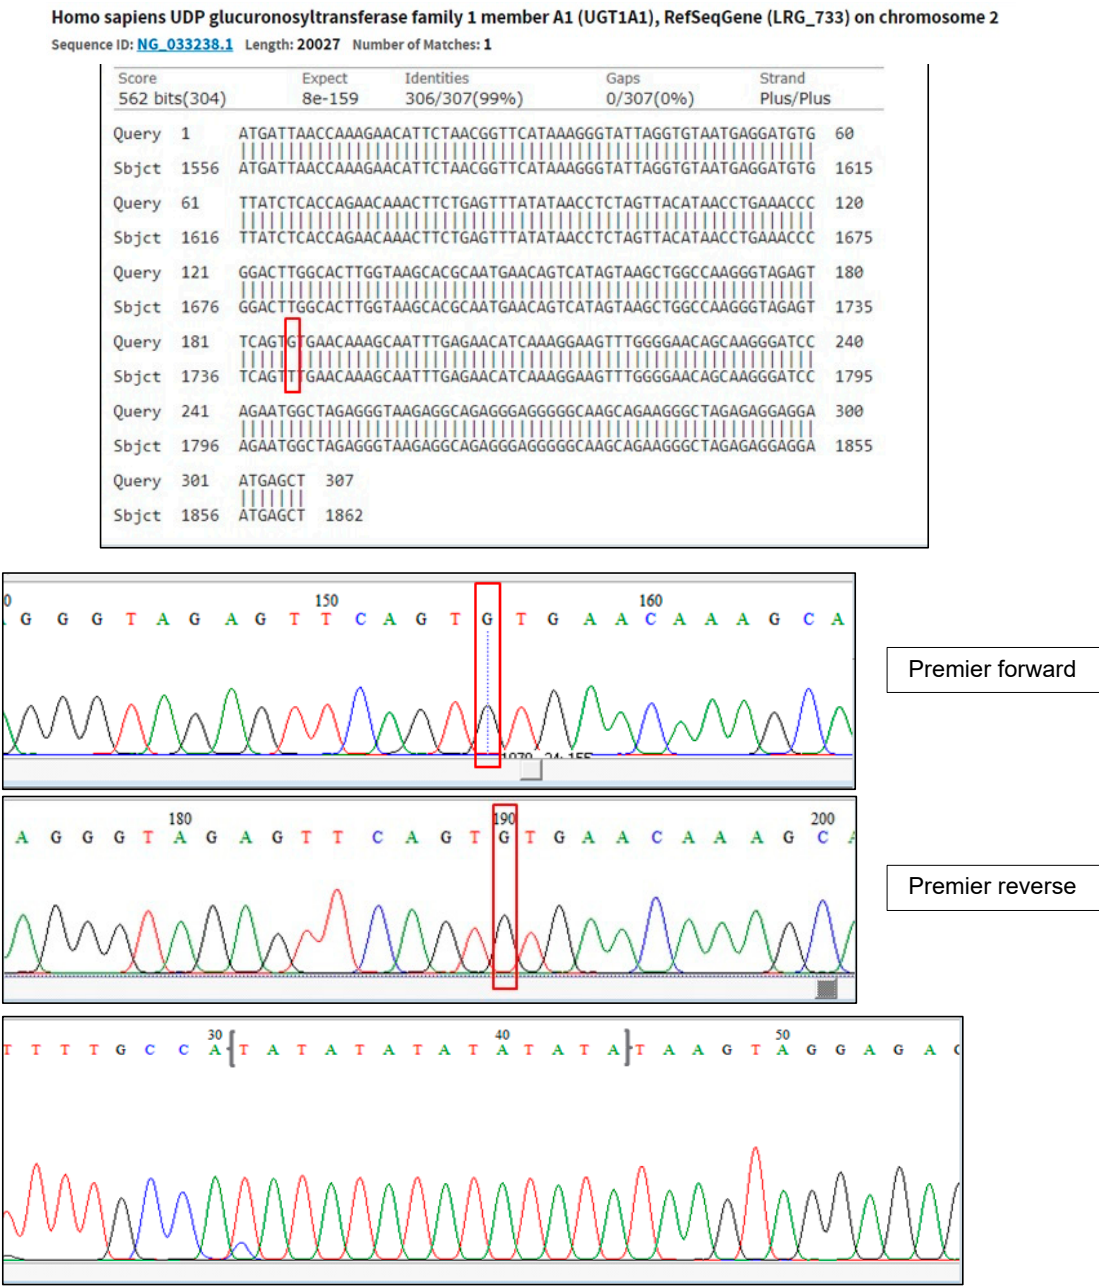 Homo sapiens UDP glucuronosyltransferase family 1 member A1 (UGT1A1), RefSeqGene (LRG_733) on chromosome 2
Sequence ID: NG_033238.1 Length: 20027 Number of Matches: 1
Score Expect Identities Gaps Strand
562 bits(304) 8e-159 306/307(99%) 0/307(0%) Plus/Plus
Query 1 ATGATTAACCAAAGAACATTCTAACGGTTCATAAAGGGTATTAGGTGTAATGAGGATGTG 60
Sbjct 1556 ATGATTAACCAAAGAACATTCTAACGGTTCATAAAGGGTATTAGGTGTAATGAGGATGTG 1615
Query 61 TTATCTCACCAGAACAAACTTCTGAGTTTATATAACCTCTAGTTACATAACCTGAAACCC 120
Sbjct 1616 TTATCTCACCAGAACAAACTTCTGAGTTTATATAACCTCTAGTTACATAACCTGAAACCC 1675
Query 121 GGACTTGGCACTTGGTAAGCACGCAATGAACAGTCATAGTAAGCTGGCCAAGGGTAGAGT 180
Sbjct 1676 GGACTTGGCACTTGGTAAGCACGCAATGAACAGTCATAGTAAGCTGGCCAAGGGTAGAGT 1735
Query 181 TCAGTGTGAACAAAGCAATTTGAGAACATCAAAGGAAGTTTGGGGAACAGCAAGGGATCC 240
Sbjct 1736 TCAGTTTGAACAAAGCAATTTGAGAACATCAAAGGAAGTTTGGGGAACAGCAAGGGATCC 1795
Query 241 AGAATGGCTAGAGGGTAAGAGGCAGAGGGAGGGGGCAAGCAGAAGGGCTAGAGAGGAGGA 300
Sbjct 1796 AGAATGGCTAGAGGGTAAGAGGCAGAGGGAGGGGGCAAGCAGAAGGGCTAGAGAGGAGGA 1855
Query 301 ATGAGCT 307
Sbjct 1856 ATGAGCT 1862
0 150 160
G G G T A G A G T T C A G T G T G A A C A A A G C A
Premier forward
180 190 200
A G G G T A G A G T T C A G T G T G A A C A A A G C A
Premier reverse
30 40 50
T T T T G C C A { T A T A T A T A T A T A T A } T A A G T A G G A G A G